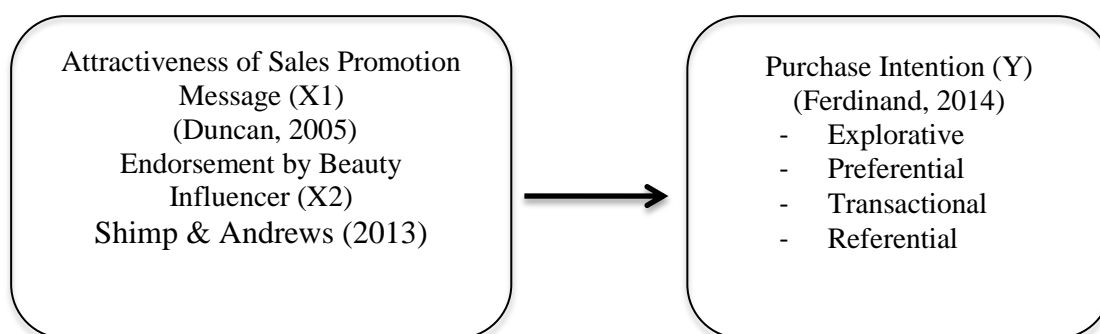 Attractiveness of Sales Promotion
Message (X1)
(Duncan, 2005)
Endorsement by Beauty
Influencer (X2)
Shimp & Andrews (2013)
Purchase Intention (Y)
(Ferdinand, 2014)
- Explorative
- Preferential
- Transactional
- Referential